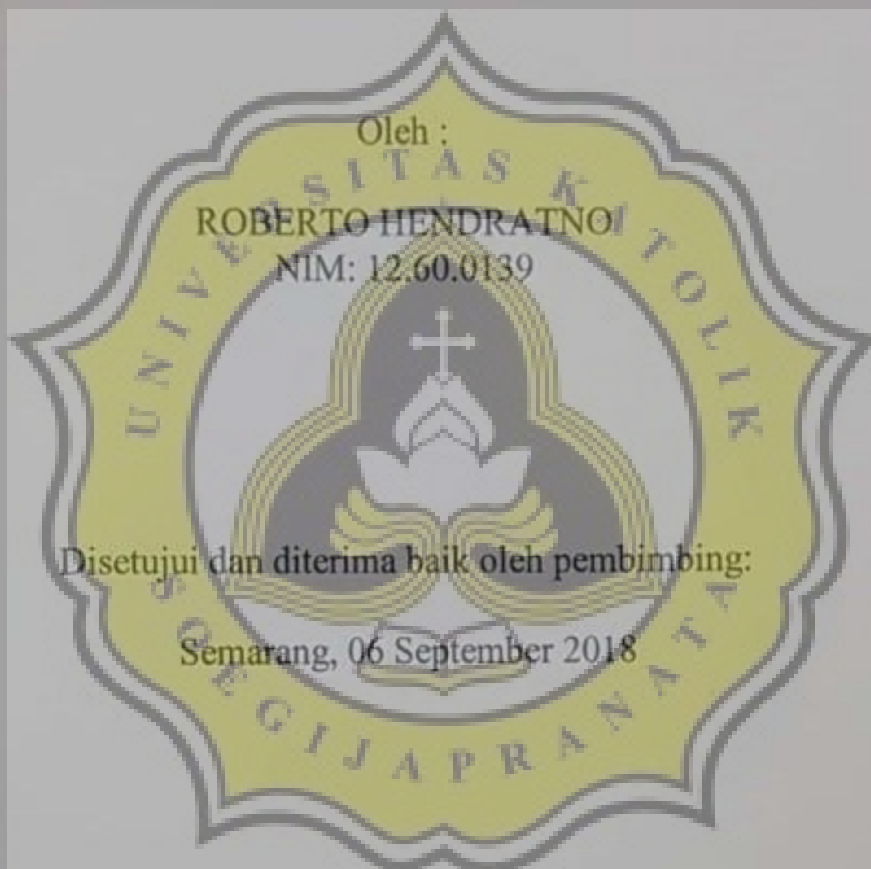 Oleh :
UNIVERSITAS KATOLIK
ROBERTO HENDRATNO
NIM: 12.60.0139
Disetujui dan diterima baik oleh pembimbing:
Semarang, 06 September 2018
SOEGIJAPRANATA